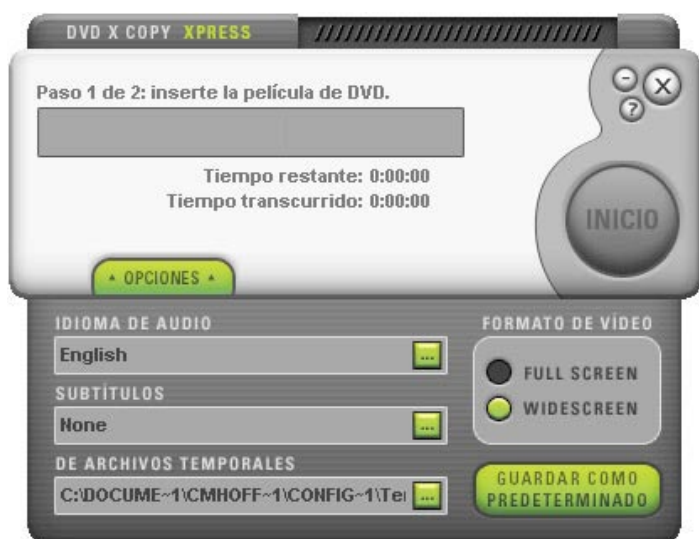 DVD X COPY XPRESS
Paso 1 de 2: inserte la película de DVD.
Tiempo restante: 0:00:00
Tiempo transcurrido: 0:00:00
INICIO
OPCIONES
IDIOMA DE AUDIO
English
...
SUBTÍTULOS
None
...
DE ARCHIVOS TEMPORALES
C:\DOCUME~1\CMHOFF~1\CONFIG~1\Te
...
FORMATO DE VÍDEO
FULL SCREEN
WIDESCREEN
GUARDAR COMO
PREDETERMINADO